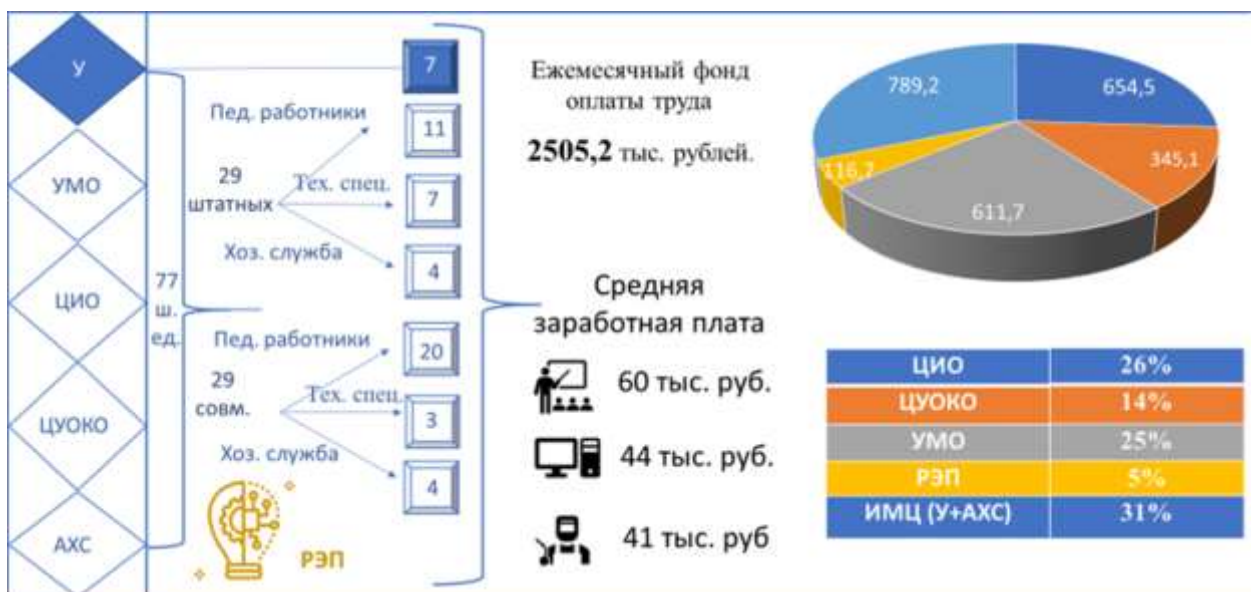 У
УМО
ЦИО
ЦУОКО
АХС
77
ш.
ед.
Пед. работники
29
штатных
Тех. спец.
Хоз. служба
7
11
7
4
Пед. работники
29
совм.
Тех. спец.
Хоз. служба
20
3
4
РЭП
Ежемесячный фонд
оплаты труда
2505,2 тыс. рублей.
Средняя
заработная плата
60 тыс. руб.
44 тыс. руб.
41 тыс. руб
789,2
654,5
345,1
116,7
611,7
ЦИО 26%
ЦУОКО 14%
УМО 25%
РЭП 5%
ИМЦ (У+АХС) 31%